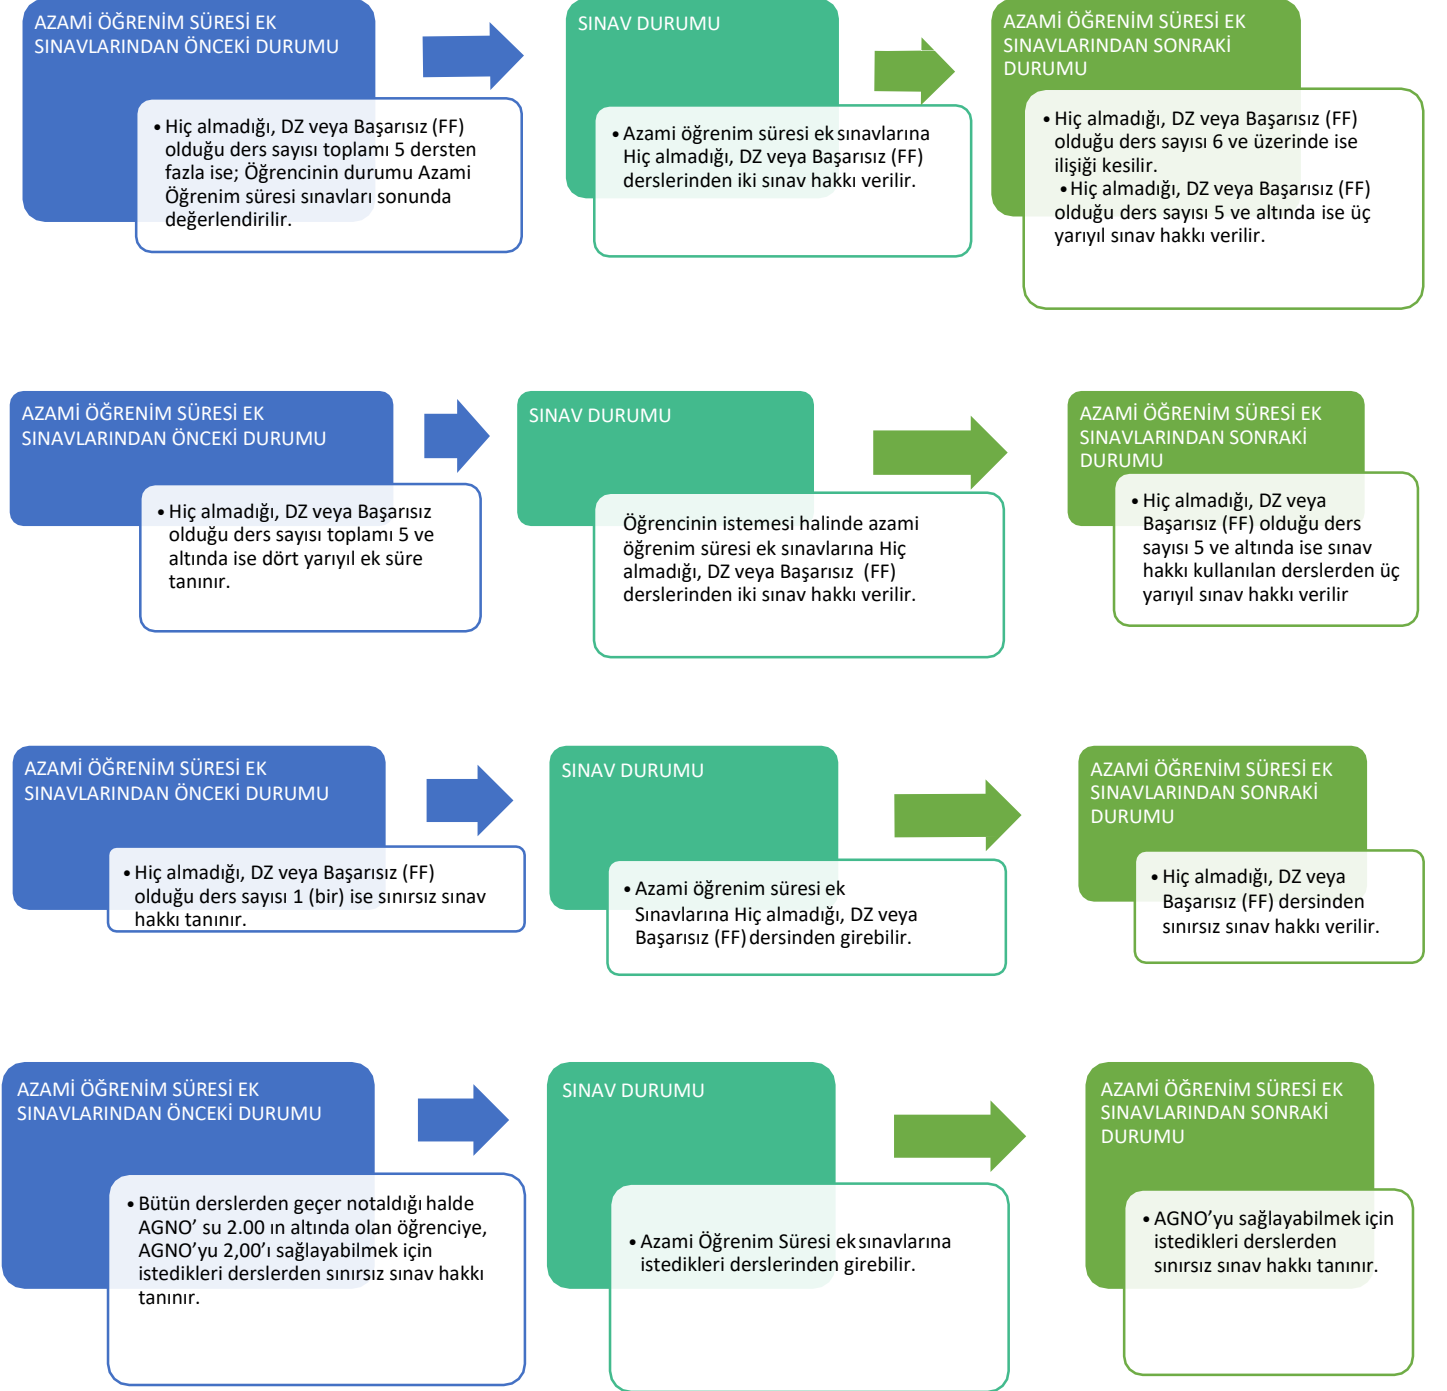 AZAMİ ÖĞRENİM SÜRESİ EK
SINAVLARINDAN ÖNCEKİ DURUMU
• Hiç almadığı, DZ veya Başarısız (FF)
olduğu ders sayısı toplamı 5 dersten
fazla ise; Öğrencinin durumu Azami
Öğrenim süresi sınavları sonunda
değerlendirilir.
SINAV DURUMU
• Azami öğrenim süresi ek sınavlarına
Hiç almadığı, DZ veya Başarısız (FF)
derslerinden iki sınav hakkı verilir.
AZAMİ ÖĞRENİM SÜRESİ EK
SINAVLARINDAN SONRAKİ
DURUMU
• Hiç almadığı, DZ veya Başarısız (FF)
olduğu ders sayısı 6 ve üzerinde ise
ilişiği kesilir.
• Hiç almadığı, DZ veya Başarısız (FF)
olduğu ders sayısı 5 ve altında ise üç
yarıyıl sınav hakkı verilir.
AZAMİ ÖĞRENİM SÜRESİ EK
SINAVLARINDAN ÖNCEKİ DURUMU
• Hiç almadığı, DZ veya Başarısız
olduğu ders sayısı toplamı 5 ve
altında ise dört yarıyıl ek süre
tanınır.
SINAV DURUMU
Öğrencinin istemesi halinde azami
öğrenim süresi ek sınavlarına Hiç
almadığı, DZ veya Başarısız (FF)
derslerinden iki sınav hakkı verilir.
AZAMİ ÖĞRENİM SÜRESİ EK
SINAVLARINDAN SONRAKİ
DURUMU
• Hiç almadığı, DZ veya
Başarısız (FF) olduğu ders
sayısı 5 ve altında ise sınav
hakkı kullanılan derslerden üç
yarıyıl sınav hakkı verilir
AZAMİ ÖĞRENİM SÜRESİ EK
SINAVLARINDAN ÖNCEKİ DURUMU
• Hiç almadığı, DZ veya Başarısız (FF)
olduğu ders sayısı 1 (bir) ise sınırsız sınav
hakkı tanınır.
SINAV DURUMU
• Azami öğrenim süresi ek
Sınavlarına Hiç almadığı, DZ veya
Başarısız (FF) dersinden girebilir.
AZAMİ ÖĞRENİM SÜRESİ EK
SINAVLARINDAN SONRAKİ
DURUMU
• Hiç almadığı, DZ veya
Başarısız (FF) dersinden
sınırsız sınav hakkı verilir.
AZAMİ ÖĞRENİM SÜRESİ EK
SINAVLARINDAN ÖNCEKİ DURUMU
• Bütün derslerden geçer notaldığı halde
AGNO’ su 2.00 ın altında olan öğrenciye,
AGNO’yu 2,00’ı sağlayabilmek için
istedikleri derslerden sınırsız sınav hakkı
tanınır.
SINAV DURUMU
• Azami Öğrenim Süresi ek sınavlarına
istedikleri derslerinden girebilir.
AZAMİ ÖĞRENİM SÜRESİ EK
SINAVLARINDAN SONRAKİ
DURUMU
• AGNO’yu sağlayabilmek için
istedikleri derslerden
sınırsız sınav hakkı tanınır.